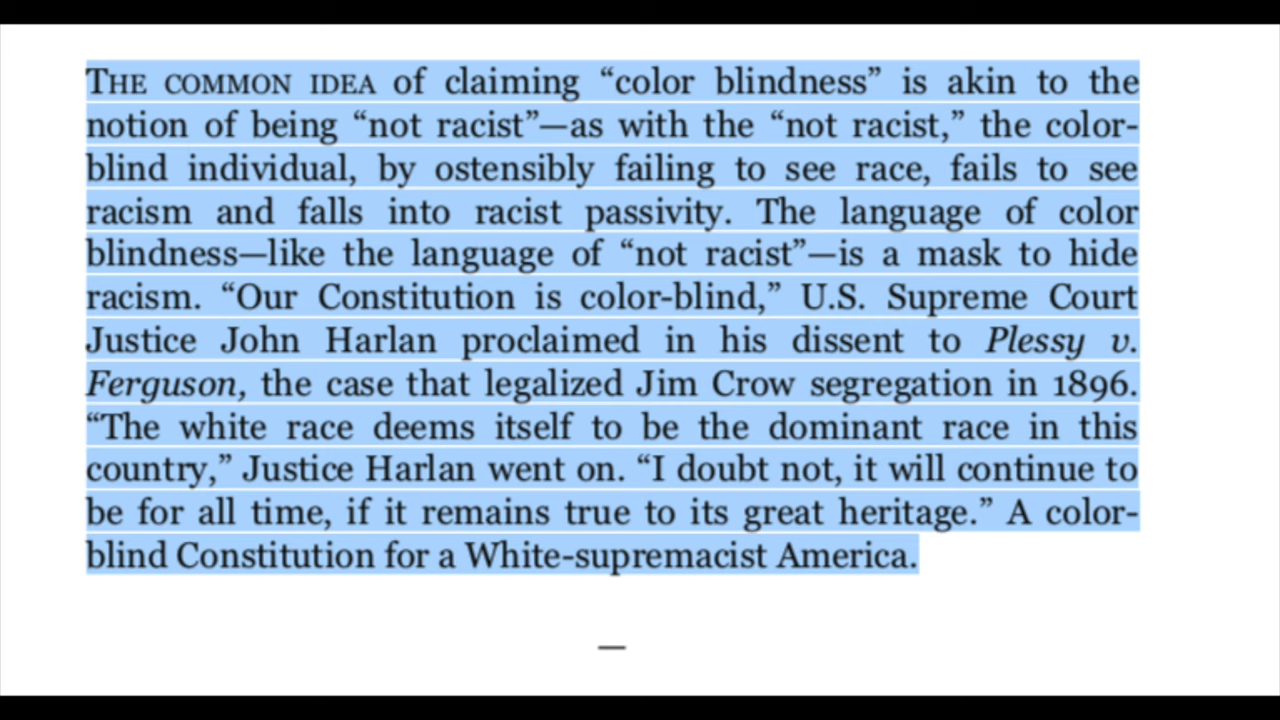 THE COMMON IDEA of claiming “color blindness” is akin to the
notion of being “not racist”—as with the “not racist,” the color-
blind individual, by ostensibly failing to see race, fails to see
racism and falls into racist passivity. The language of color
blindness—like the language of “not racist”—is a mask to hide
racism. “Our Constitution is color-blind,” U.S. Supreme Court
Justice John Harlan proclaimed in his dissent to Plessy v.
Ferguson, the case that legalized Jim Crow segregation in 1896.
“The white race deems itself to be the dominant race in this
country,” Justice Harlan went on. “I doubt not, it will continue to
be for all time, if it remains true to its great heritage.” A color-
blind Constitution for a White-supremacist America.
—